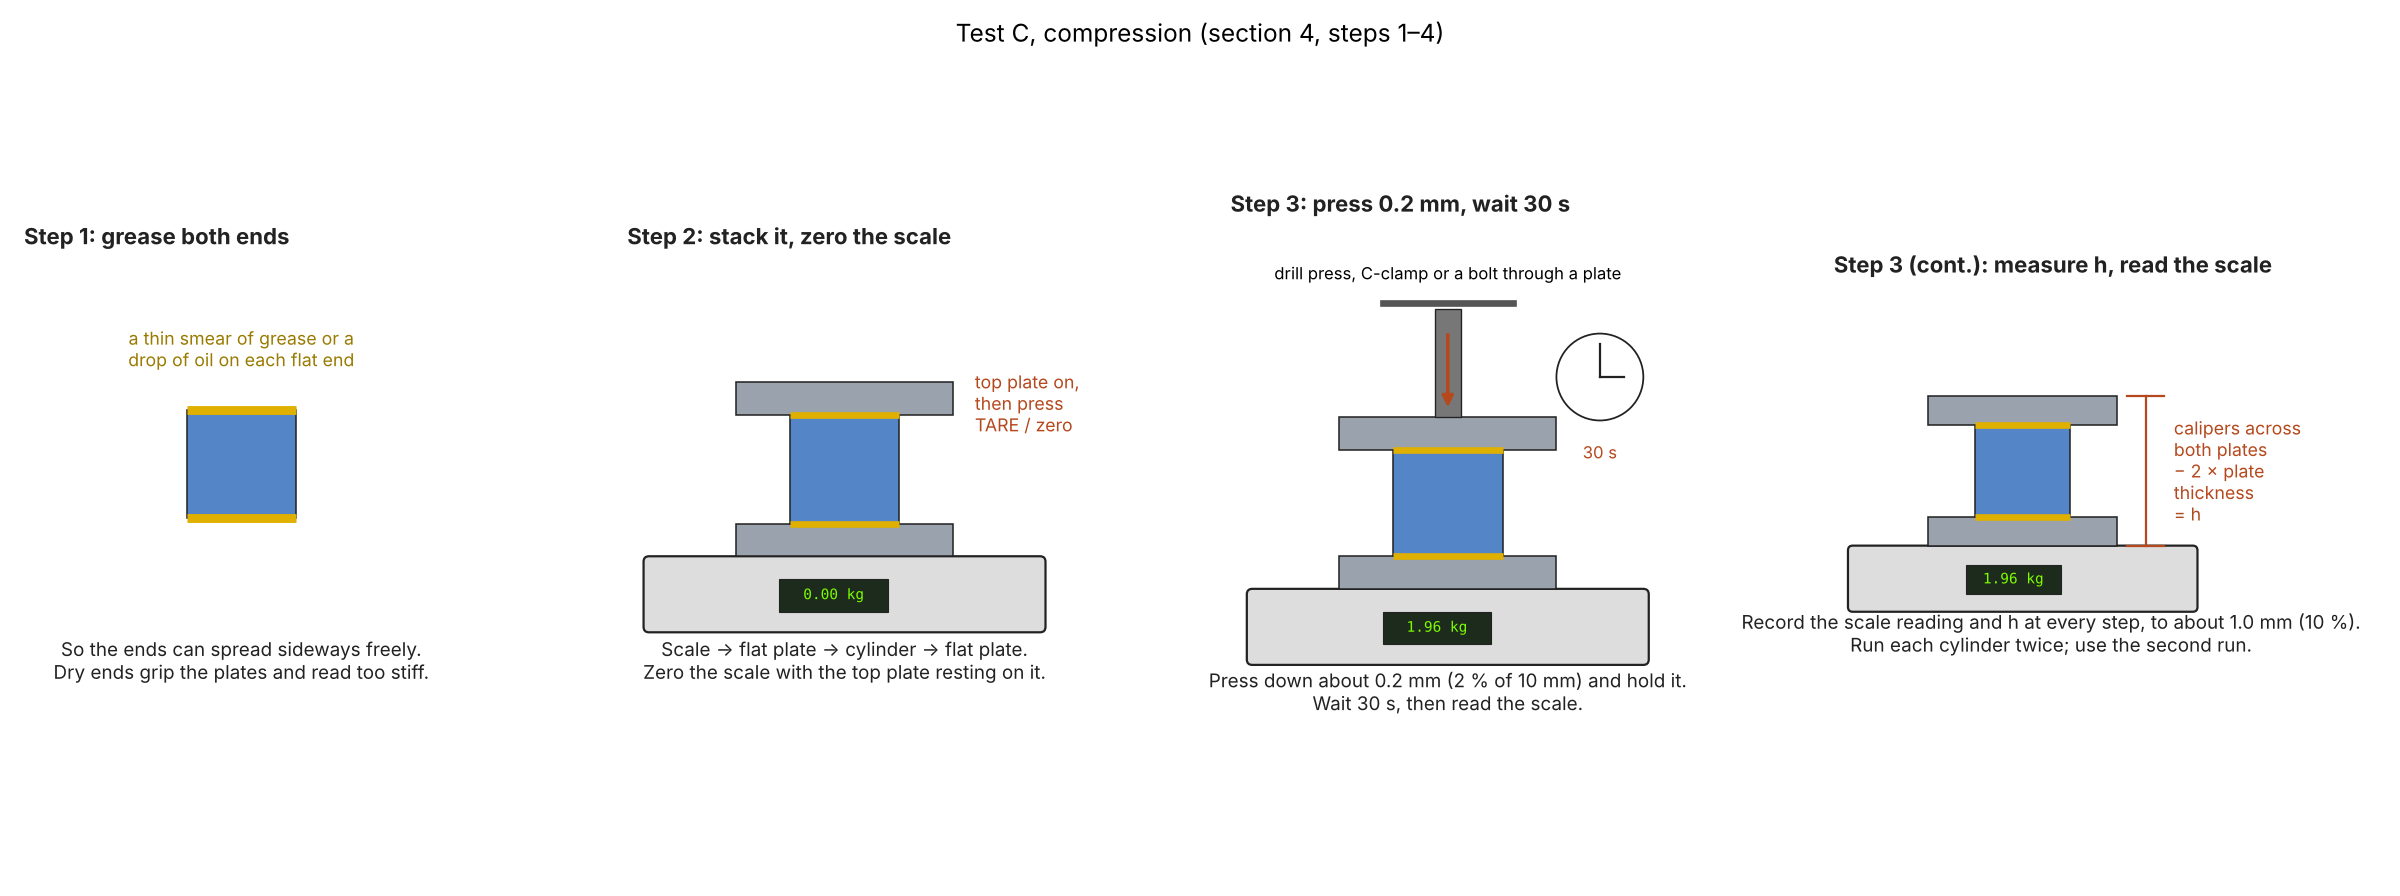 Test C, compression (section 4, steps 1–4)
Step 1: grease both ends
a thin smear of grease or a
drop of oil on each flat end
So the ends can spread sideways freely.
Dry ends grip the plates and read too stiff.
Step 2: stack it, zero the scale
top plate on,
then press
TARE / zero
0.00 kg
Scale → flat plate → cylinder → flat plate.
Zero the scale with the top plate resting on it.
Step 3: press 0.2 mm, wait 30 s
drill press, C-clamp or a bolt through a plate
30 s
1.96 kg
Press down about 0.2 mm (2 % of 10 mm) and hold it.
Wait 30 s, then read the scale.
Step 3 (cont.): measure h, read the scale
calipers across
both plates
− 2 × plate
thickness
= h
1.96 kg
Record the scale reading and h at every step, to about 1.0 mm (10 %).
Run each cylinder twice; use the second run.